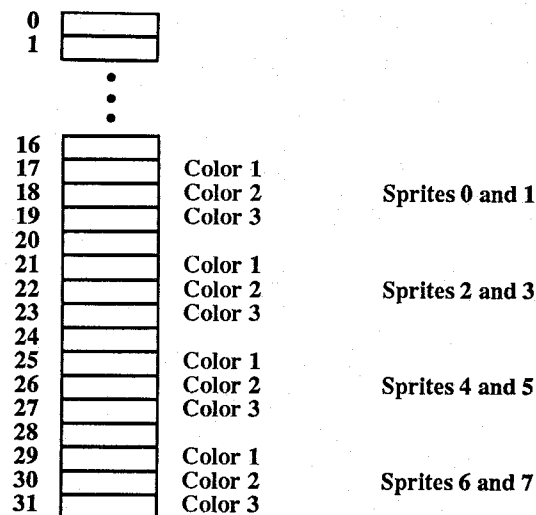 0
1
16
17 Color 1
18 Color 2 Sprites 0 and 1
19 Color 3
20
21 Color 1
22 Color 2 Sprites 2 and 3
23 Color 3
24
25 Color 1
26 Color 2 Sprites 4 and 5
27 Color 3
28
29 Color 1
30 Color 2 Sprites 6 and 7
31 Color 3